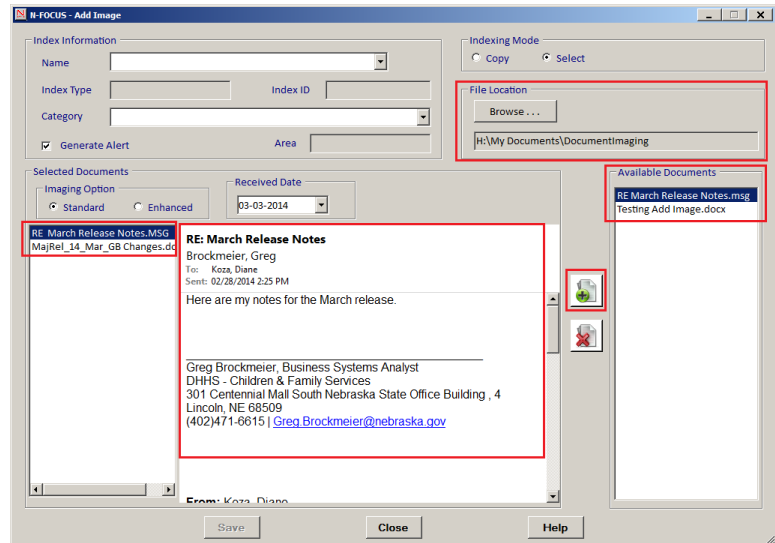 N-FOCUS - Add Image
Index Information
Name
Index Type
Index ID
Category
Generate Alert
Area
Indexing Mode
Copy
Select
File Location
Browse . . .
H:\My Documents\DocumentImaging
Selected Documents
Imaging Option
Standard
Enhanced
Received Date
03-03-2014
RE March Release Notes.MSG
MajRel_14_Mar_GB Changes.dc
RE: March Release Notes
Brockmeier, Greg
To: Koza, Diane
Sent: 02/28/2014 2:25 PM
Here are my notes for the March release.
Greg Brockmeier, Business Systems Analyst
DHHS - Children & Family Services
301 Centennial Mall South Nebraska State Office Building , 4
Lincoln, NE 68509
(402)471-6615 | Greg.Brockmeier@nebraska.gov
From: Koza, Diano
Available Documents
RE March Release Notes.msg
Testing Add Image.docx
Save
Close
Help